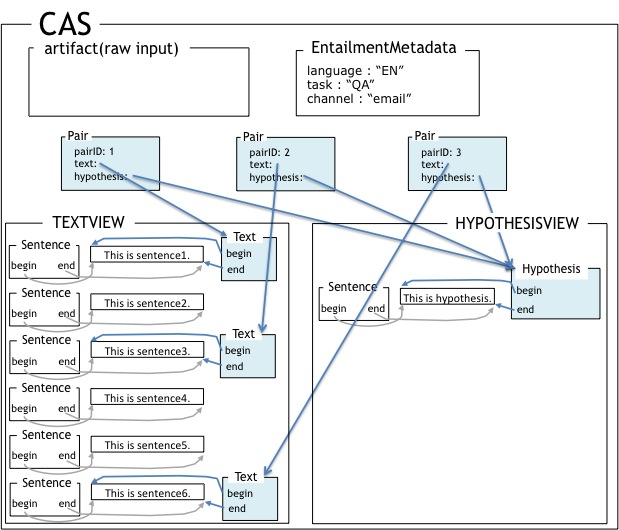 CAS
artifact(raw input)
EntailmentMetadata
language : “EN”
task : “QA”
channel : “email”
Pair
pairID: 1
text:
hypothesis:
Pair
pairID: 2
text:
hypothesis:
Pair
pairID: 3
text:
hypothesis:
TEXTVIEW
Sentence
begin end
This is sentence1.
Text
begin
end
Sentence
begin end
This is sentence2.
Sentence
begin end
This is sentence3.
Text
begin
end
Sentence
begin end
This is sentence4.
Sentence
begin end
This is sentence5.
Sentence
begin end
This is sentence6.
Text
begin
end
HYPOTHESISVIEW
Sentence
begin end
This is hypothesis.
Hypothesis
begin
end